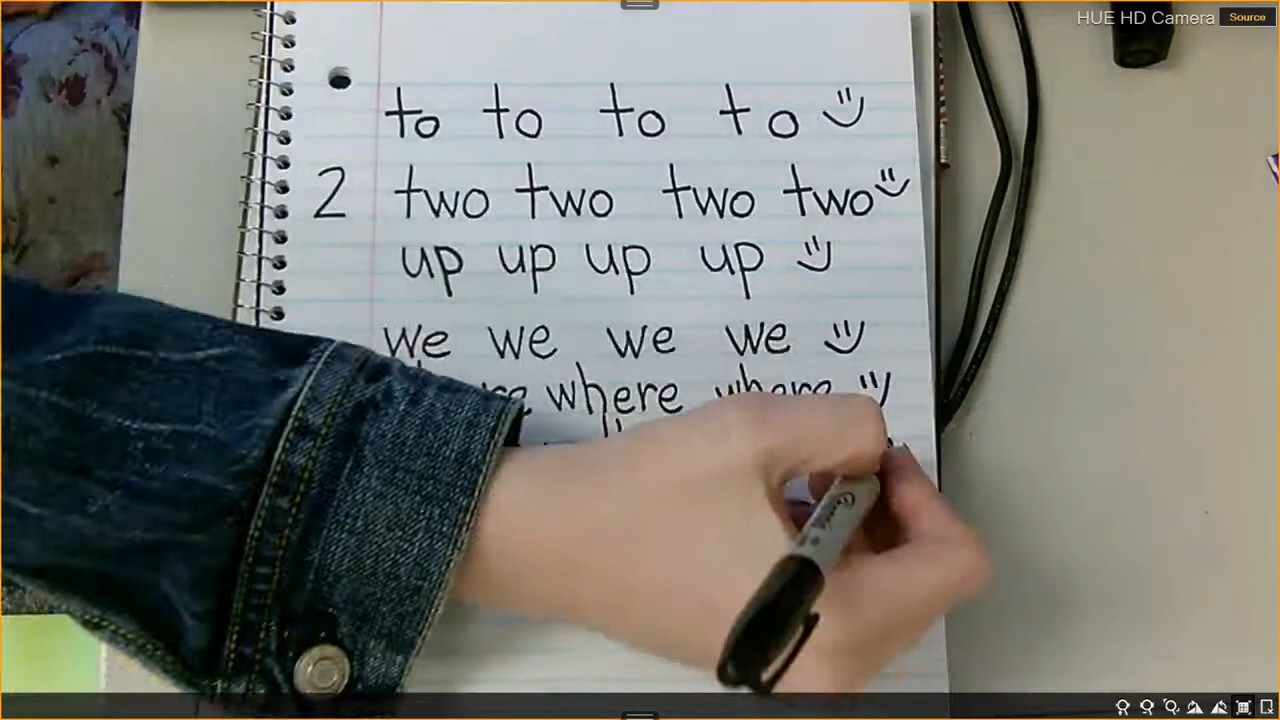 HUE HD Camera Source
to to to to
2 two two two two
up up up up
we we we we
where where